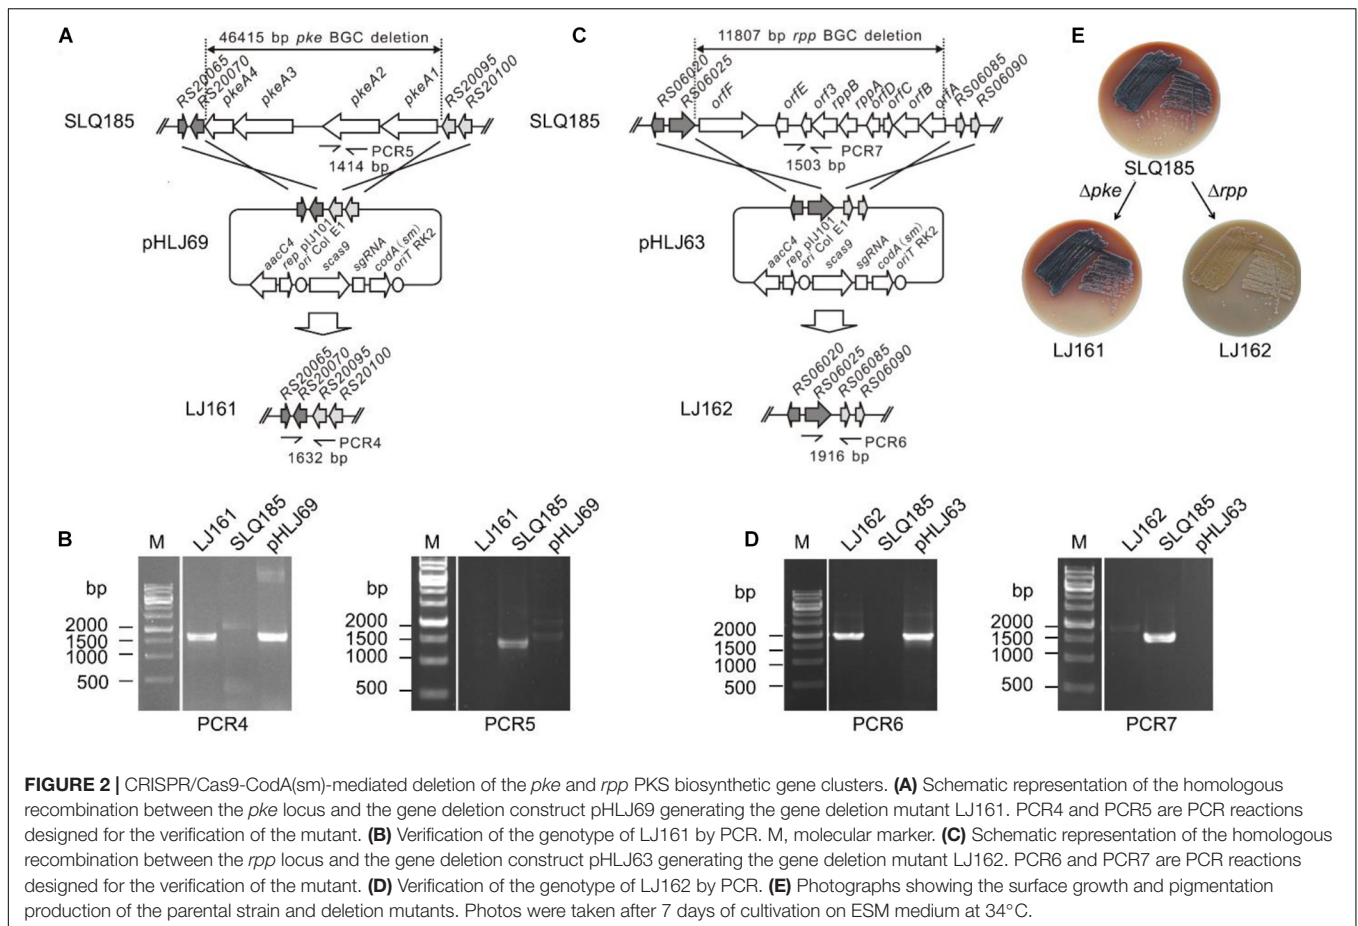 A
46415 bp pke BGC deletion
RS20065
RS20070
pkeA4
pkeA3
pkeA2
pkeA1
RS20095
RS20100
SLQ185
PCR5
1414 bp
pHLJ69
aacC4
rep pIJ101
ori Col E1
scas9
sgRNA
codA(sm)
oriT RK2
RS20065
RS20070
RS20095
RS20100
LJ161
PCR4
1632 bp
C
11807 bp rpp BGC deletion
RS06020
RS06025
orfF
orfE
orf3
rppB
rppA
orfD
orfC
orfB
orfA
RS06085
RS06090
SLQ185
PCR7
1503 bp
pHLJ63
aacC4
rep pIJ101
ori Col E1
scas9
sgRNA
codA(sm)
oriT RK2
RS06020
RS06025
RS06085
RS06090
LJ162
PCR6
1916 bp
E
SLQ185
Δpke
Δrpp
LJ161
LJ162
B
M
LJ161
SLQ185
pHLJ69
bp
2000
1500
1000
500
PCR4
M
LJ161
SLQ185
pHLJ69
bp
2000
1500
1000
500
PCR5
D
M
LJ162
SLQ185
pHLJ63
bp
2000
1500
1000
500
PCR6
M
LJ162
SLQ185
pHLJ63
bp
2000
1500
1000
500
PCR7
FIGURE 2 | CRISPR/Cas9-CodA(sm)-mediated deletion of the pke and rpp PKS biosynthetic gene clusters. (A) Schematic representation of the homologous
recombination between the pke locus and the gene deletion construct pHLJ69 generating the gene deletion mutant LJ161. PCR4 and PCR5 are PCR reactions
designed for the verification of the mutant. (B) Verification of the genotype of LJ161 by PCR. M, molecular marker. (C) Schematic representation of the homologous
recombination between the rpp locus and the gene deletion construct pHLJ63 generating the gene deletion mutant LJ162. PCR6 and PCR7 are PCR reactions
designed for the verification of the mutant. (D) Verification of the genotype of LJ162 by PCR. (E) Photographs showing the surface growth and pigmentation
production of the parental strain and deletion mutants. Photos were taken after 7 days of cultivation on ESM medium at 34°C.